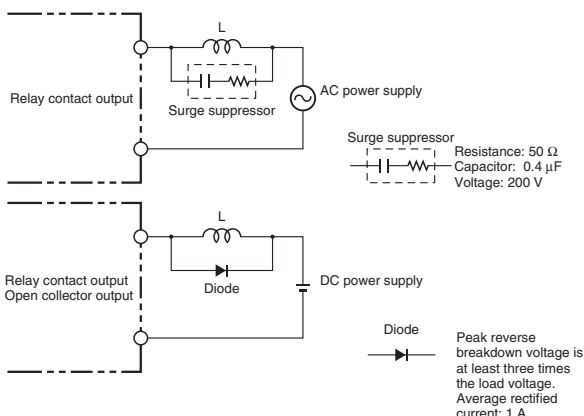 L
Relay contact output
Surge suppressor
AC power supply
Surge suppressor
Resistance: 50 Ω
Capacitor: 0.4 μF
Voltage: 200 V
L
Relay contact output
Open collector output
Diode
DC power supply
Diode
Peak reverse
breakdown voltage is
at least three times
the load voltage.
Average rectified
current: 1 A